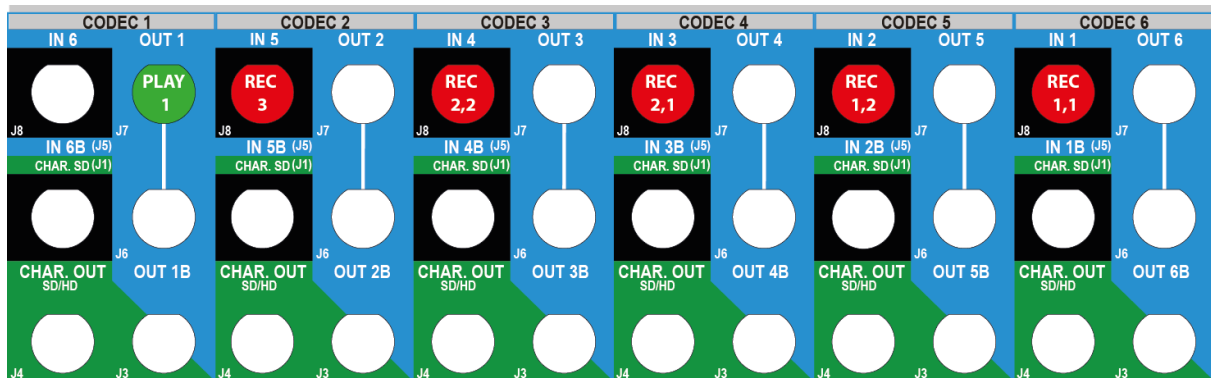 CODEC 1 CODEC 2 CODEC 3 CODEC 4 CODEC 5 CODEC 6
IN 6 OUT 1 IN 5 OUT 2 IN 4 OUT 3 IN 3 OUT 4 IN 2 OUT 5 IN 1 OUT 6
PLAY REC REC REC REC REC
1 3 2,2 2,1 1,2 1,1
J8 J7 J8 J7 J8 J7 J8 J7 J8 J7 J8 J7
IN 6B (J5) IN 5B (J5) IN 4B (J5) IN 3B (J5) IN 2B (J5) IN 1B (J5)
CHAR. SD (J1) CHAR. SD (J1) CHAR. SD (J1) CHAR. SD (J1) CHAR. SD (J1) CHAR. SD (J1)
J6 J6 J6 J6 J6 J6
CHAR. OUT OUT 1B CHAR. OUT OUT 2B CHAR. OUT OUT 3B CHAR. OUT OUT 4B CHAR. OUT OUT 5B CHAR. OUT OUT 6B
SD/HD SD/HD SD/HD SD/HD SD/HD SD/HD
J4 J3 J4 J3 J4 J3 J4 J3 J4 J3 J4 J3